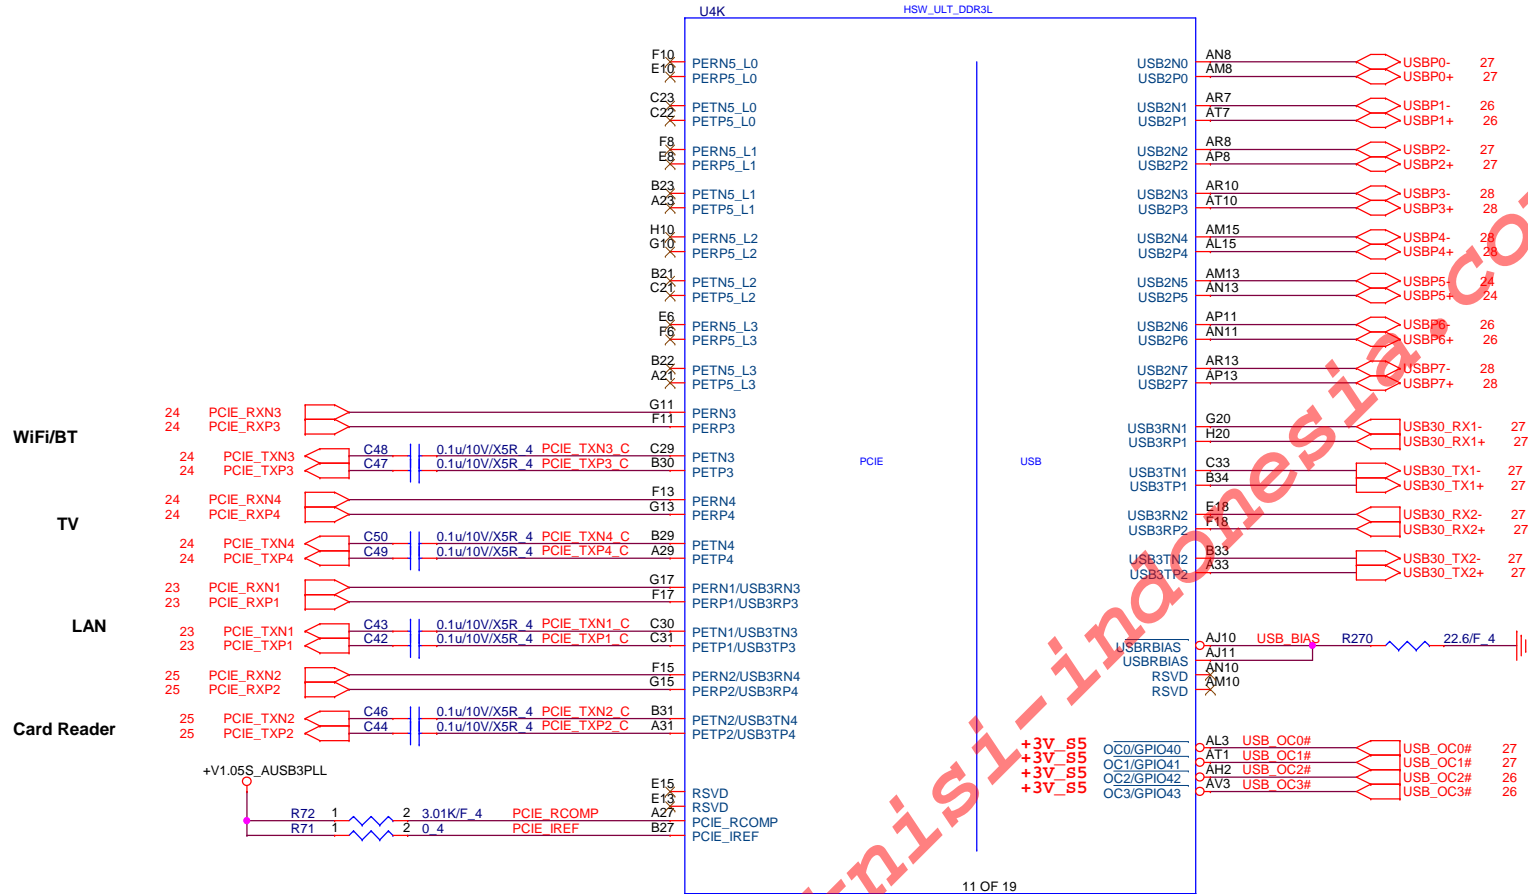 U4K HSW_ULT_DDR3L
F10 PERN5_L0
E10 PERP5_L0
C23 PETN5_L0
C22 PETP5_L0
F8 PERN5_L1
E8 PERP5_L1
B23 PETN5_L1
A23 PETP5_L1
H10 PERN5_L2
G10 PERP5_L2
B21 PETN5_L2
C21 PETP5_L2
E6 PERN5_L3
F6 PERP5_L3
B22 PETN5_L3
A21 PETP5_L3
WiFi/BT
24 PCIE_RXN3 G11 PERN3
24 PCIE_RXP3 F11 PERP3
24 PCIE_TXN3 C48 0.1u/10V/X5R_4 PCIE_TXN3_C C29 PETN3
24 PCIE_TXP3 C47 0.1u/10V/X5R_4 PCIE_TXP3_C B30 PETP3
TV
24 PCIE_RXN4 F13 PERN4
24 PCIE_RXP4 G13 PERP4
24 PCIE_TXN4 C50 0.1u/10V/X5R_4 PCIE_TXN4_C B29 PETN4
24 PCIE_TXP4 C49 0.1u/10V/X5R_4 PCIE_TXP4_C A29 PETP4
LAN
23 PCIE_RXN1 G17 PERN1/USB3RN3
23 PCIE_RXP1 F17 PERP1/USB3RP3
23 PCIE_TXN1 C43 0.1u/10V/X5R_4 PCIE_TXN1_C C30 PETN1/USB3TN3
23 PCIE_TXP1 C42 0.1u/10V/X5R_4 PCIE_TXP1_C C31 PETP1/USB3TP3
Card Reader
25 PCIE_RXN2 F15 PERN2/USB3RN4
25 PCIE_RXP2 G15 PERP2/USB3RP4
25 PCIE_TXN2 C46 0.1u/10V/X5R_4 PCIE_TXN2_C B31 PETN2/USB3TN4
25 PCIE_TXP2 C44 0.1u/10V/X5R_4 PCIE_TXP2_C A31 PETP2/USB3TP4
+V1.05S_AUSB3PLL
E15 RSVD
E13 RSVD
R72 1 2 3.01K/F_4 PCIE_RCOMP A27 PCIE_RCOMP
R71 1 2 0_4 PCIE_IREF B27 PCIE_IREF
PCIE USB
USB2N0 AN8 USBP0- 27
USB2P0 AM8 USBP0+ 27
USB2N1 AR7 USBP1- 26
USB2P1 AT7 USBP1+ 26
USB2N2 AR8 USBP2- 27
USB2P2 AP8 USBP2+ 27
USB2N3 AR10 USBP3- 28
USB2P3 AT10 USBP3+ 28
USB2N4 AM15 USBP4- 28
USB2P4 AL15 USBP4+ 28
USB2N5 AM13 USBP5- 24
USB2P5 AN13 USBP5+ 24
USB2N6 AP11 USBP6- 26
USB2P6 AN11 USBP6+ 26
USB2N7 AR13 USBP7- 28
USB2P7 AP13 USBP7+ 28
USB3RN1 G20 USB30_RX1- 27
USB3RP1 H20 USB30_RX1+ 27
USB3TN1 C33 USB30_TX1- 27
USB3TP1 B34 USB30_TX1+ 27
USB3RN2 E18 USB30_RX2- 27
USB3RP2 F18 USB30_RX2+ 27
USB3TN2 B33 USB30_TX2- 27
USB3TP2 A33 USB30_TX2+ 27
USBRBIAS AJ10 USB_BIAS R270 22.6/F_4
USBRBIAS AJ11
RSVD AN10
RSVD AM10
+3V_S5 OC0/GPIO40 AL3 USB_OC0# USB_OC0# 27
+3V_S5 OC1/GPIO41 AT1 USB_OC1# USB_OC1# 27
+3V_S5 OC2/GPIO42 AH2 USB_OC2# USB_OC2# 26
+3V_S5 OC3/GPIO43 AV3 USB_OC3# USB_OC3# 26
11 OF 19
knisi-indonesia.co